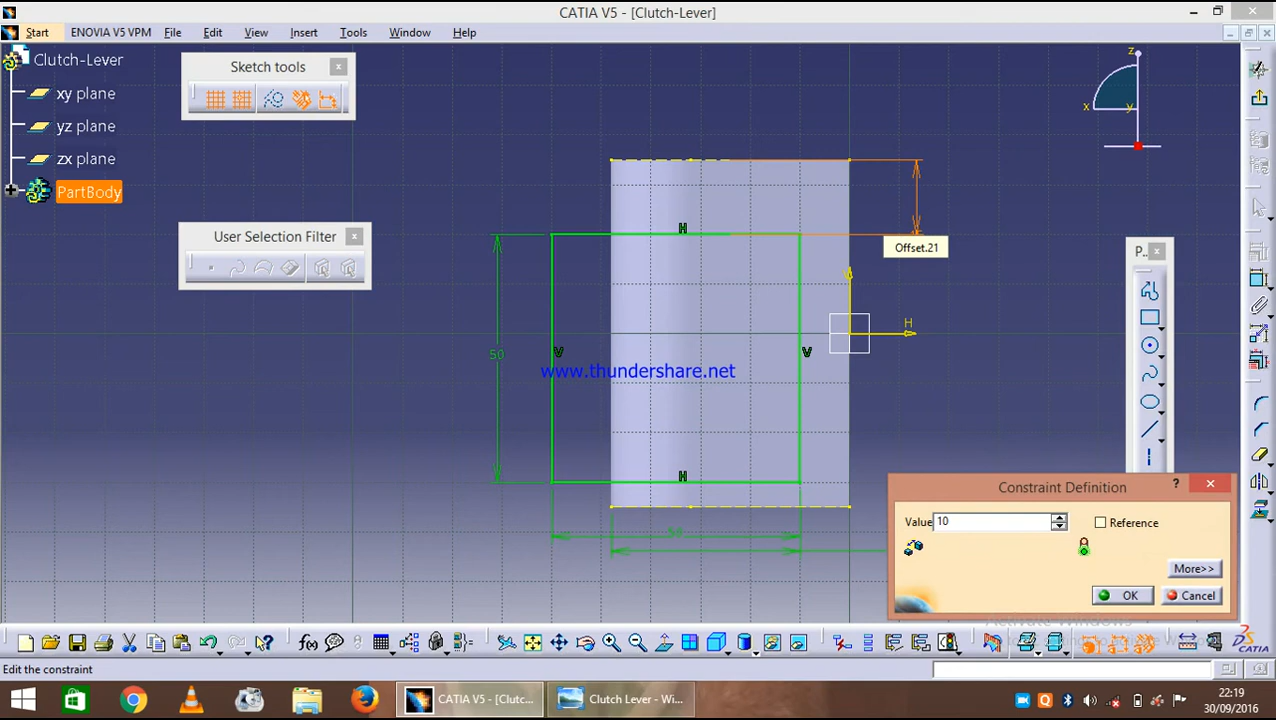 CATIA V5 - [Clutch-Lever]
Start ENOVIA V5 VPM File Edit View Insert Tools Window Help
Clutch-Lever
Sketch tools
xy plane
yz plane
zx plane
PartBody
User Selection Filter
z
x
y
H
Offset.21
P..
H
V
V
50
www.thundershare.net
H
Constraint Definition
?
Value 10
Reference
More>>
OK Cancel
Activate Windows
CATIA
Edit the constraint
CATIA V5 - [Clutc...
Clutch Lever - Wi...
22:19
30/09/2016